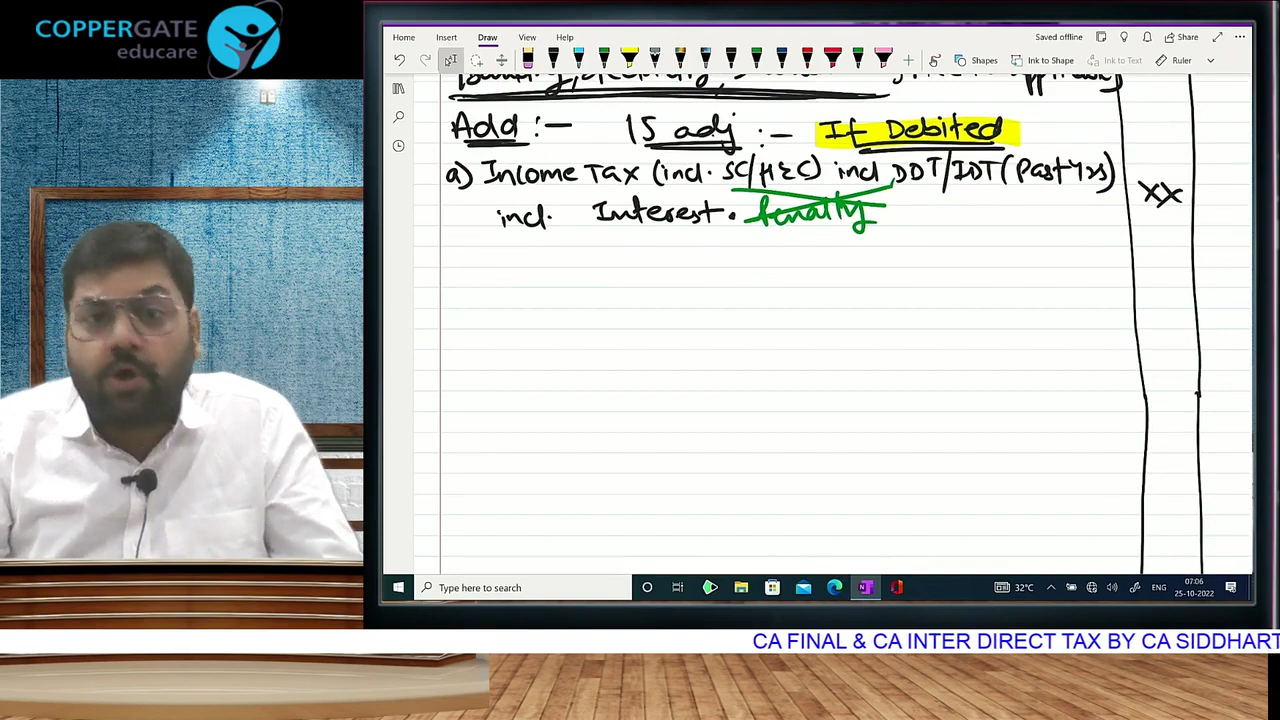 COPPERGATE
educare
Home Insert Draw View Help
Saved offline
Share
Shapes
Ink to Shape
Ink to Text
Ruler
Add :- 15 adj :- If Debited
a) Income Tax (incl. SC/HEC) incl DDT/IDT (Past Yrs)
XX
incl. Interest. Penalty
Type here to search
32°C
ENG
07:06
25-10-2022
CA FINAL & CA INTER DIRECT TAX BY CA SIDDHART